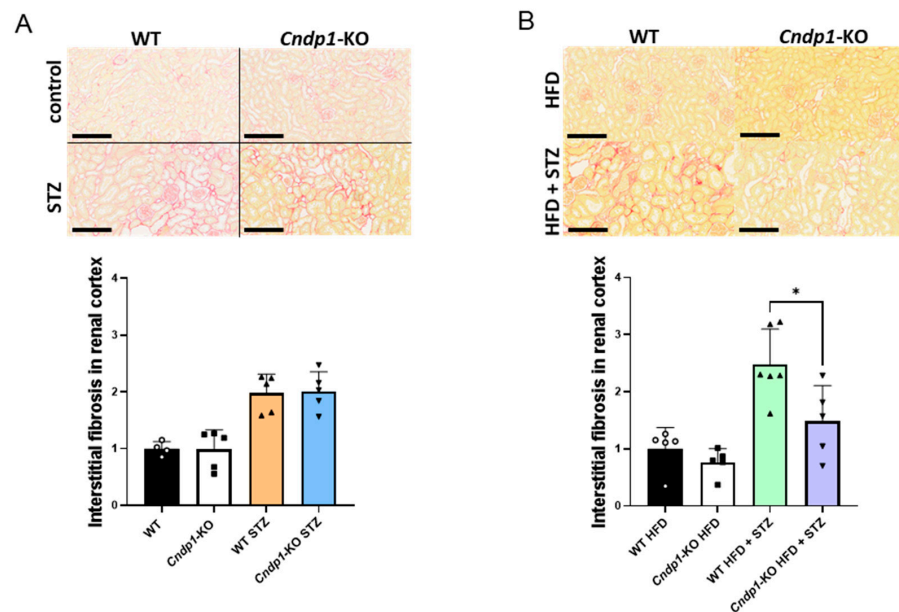 A
WT
Cndp1-KO
control
STZ
Interstitial fibrosis in renal cortex
4
3
2
1
0
WT
Cndp1-KO
WT STZ
Cndp1-KO STZ
B
WT
Cndp1-KO
HFD
HFD + STZ
Interstitial fibrosis in renal cortex
4
3
2
1
0
*
WT HFD
Cndp1-KO HFD
WT HFD + STZ
Cndp1-KO HFD + STZ